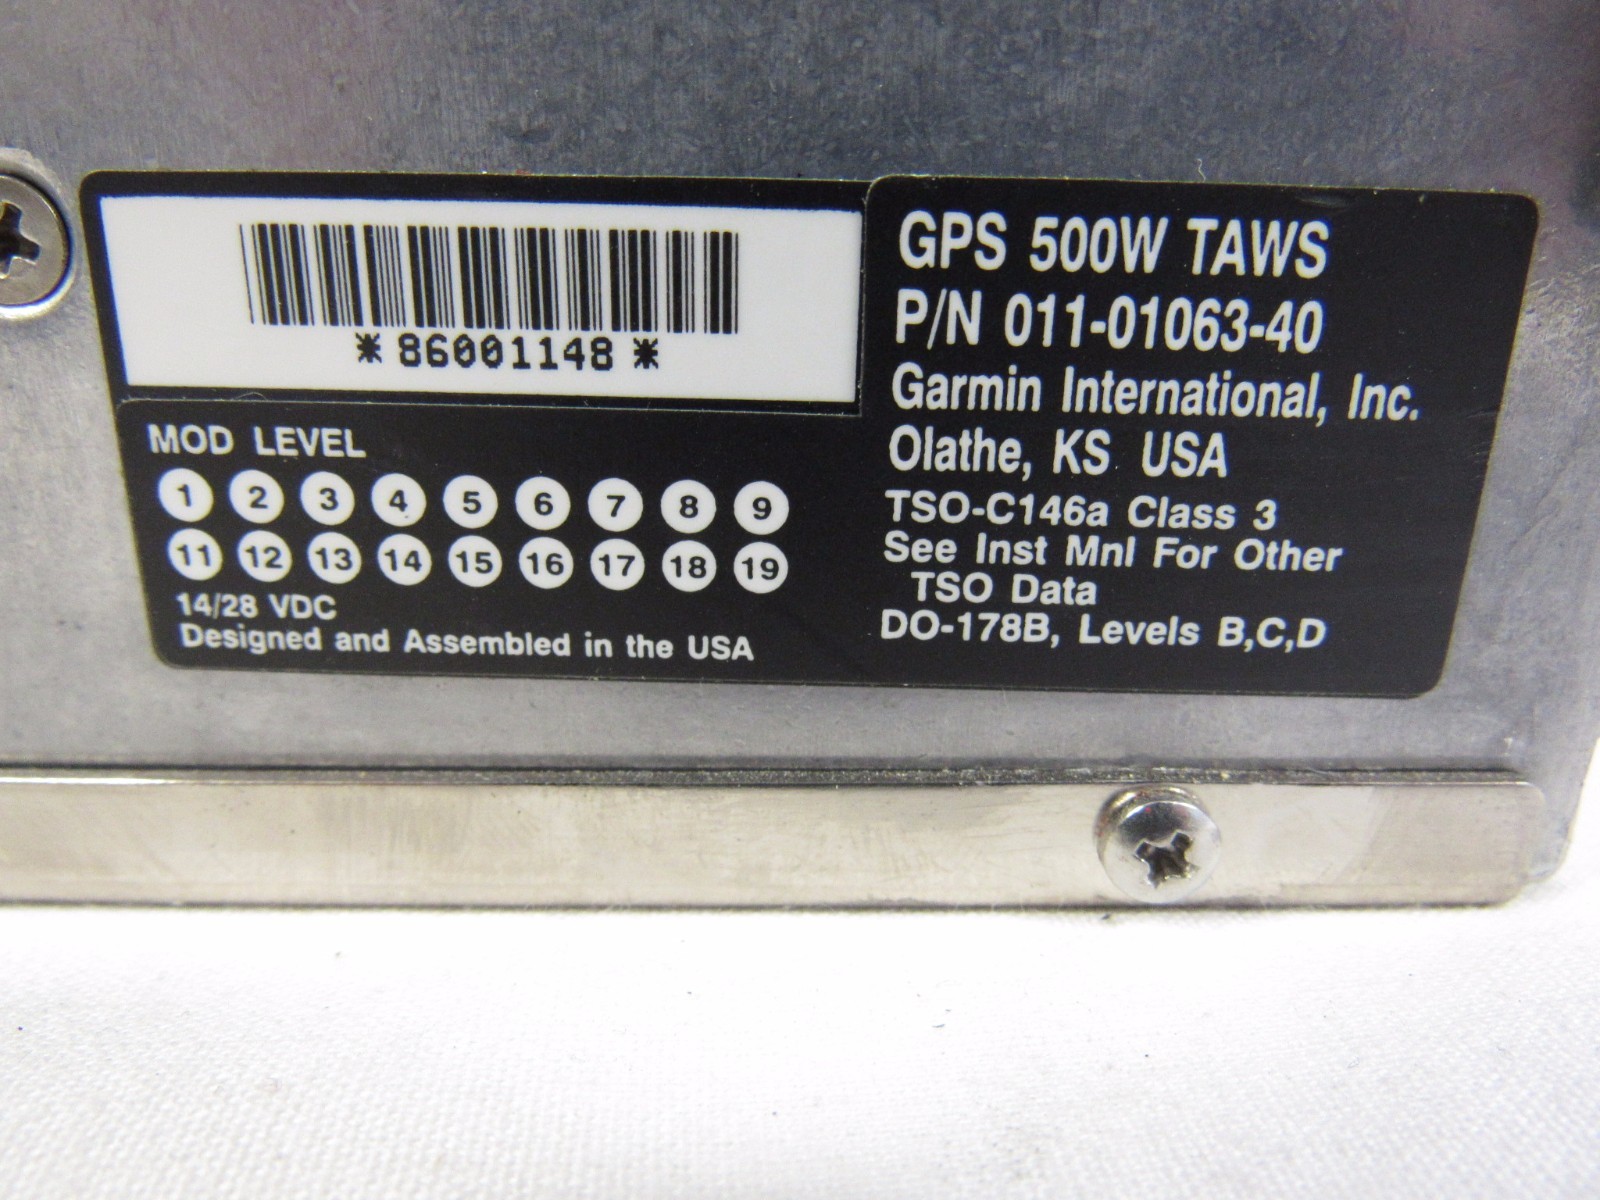 *86001148*
MOD LEVEL
1 2 3 4 5 6 7 8 9
11 12 13 14 15 16 17 18 19
14/28 VDC
Designed and Assembled in the USA
GPS 500W TAWS
P/N 011-01063-40
Garmin International, Inc.
Olathe, KS USA
TSO-C146a Class 3
See Inst Mnl For Other
TSO Data
DO-178B, Levels B,C,D